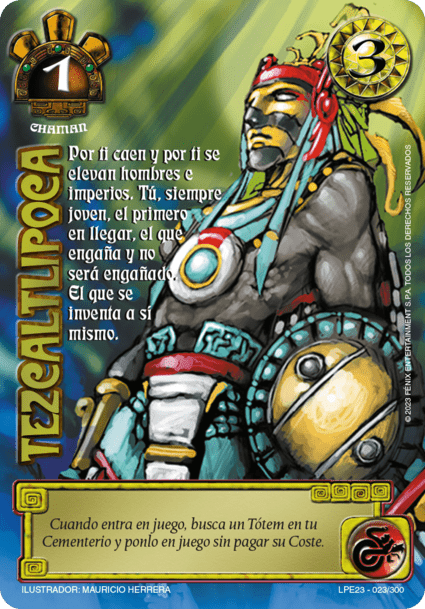 1
3
CHAMAN
TEZCALTLIPOCA
Por ti caen y por ti se
elevan hombres e
imperios. Tú, siempre
joven, el primero
en llegar, el que
engaña y no
será engañado.
El que se
inventa a sí
mismo.
© 2023 FÉNIX ENTERTAINMENT S.P.A. TODOS LOS DERECHOS RESERVADOS
Cuando entra en juego, busca un Tótem en tu
Cementerio y ponlo en juego sin pagar su Coste.
ILUSTRADOR: MAURICIO HERRERA
LPE23 - 023/300